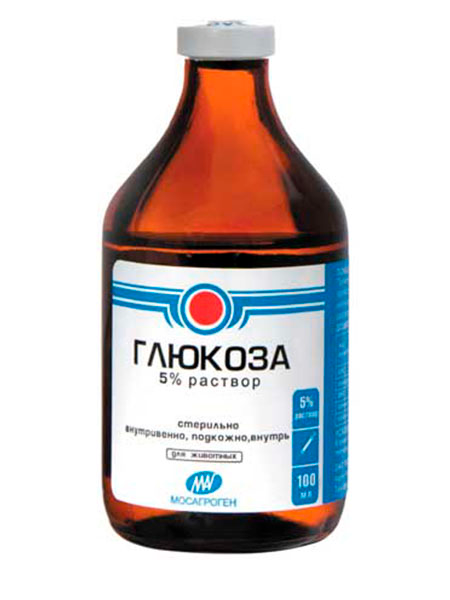 ГЛЮКОЗА
5% раствор
стерильно
внутривенно, подкожно, внутрь
для животных
МОСАГРОГЕН
5%
раствор
100
МЛ